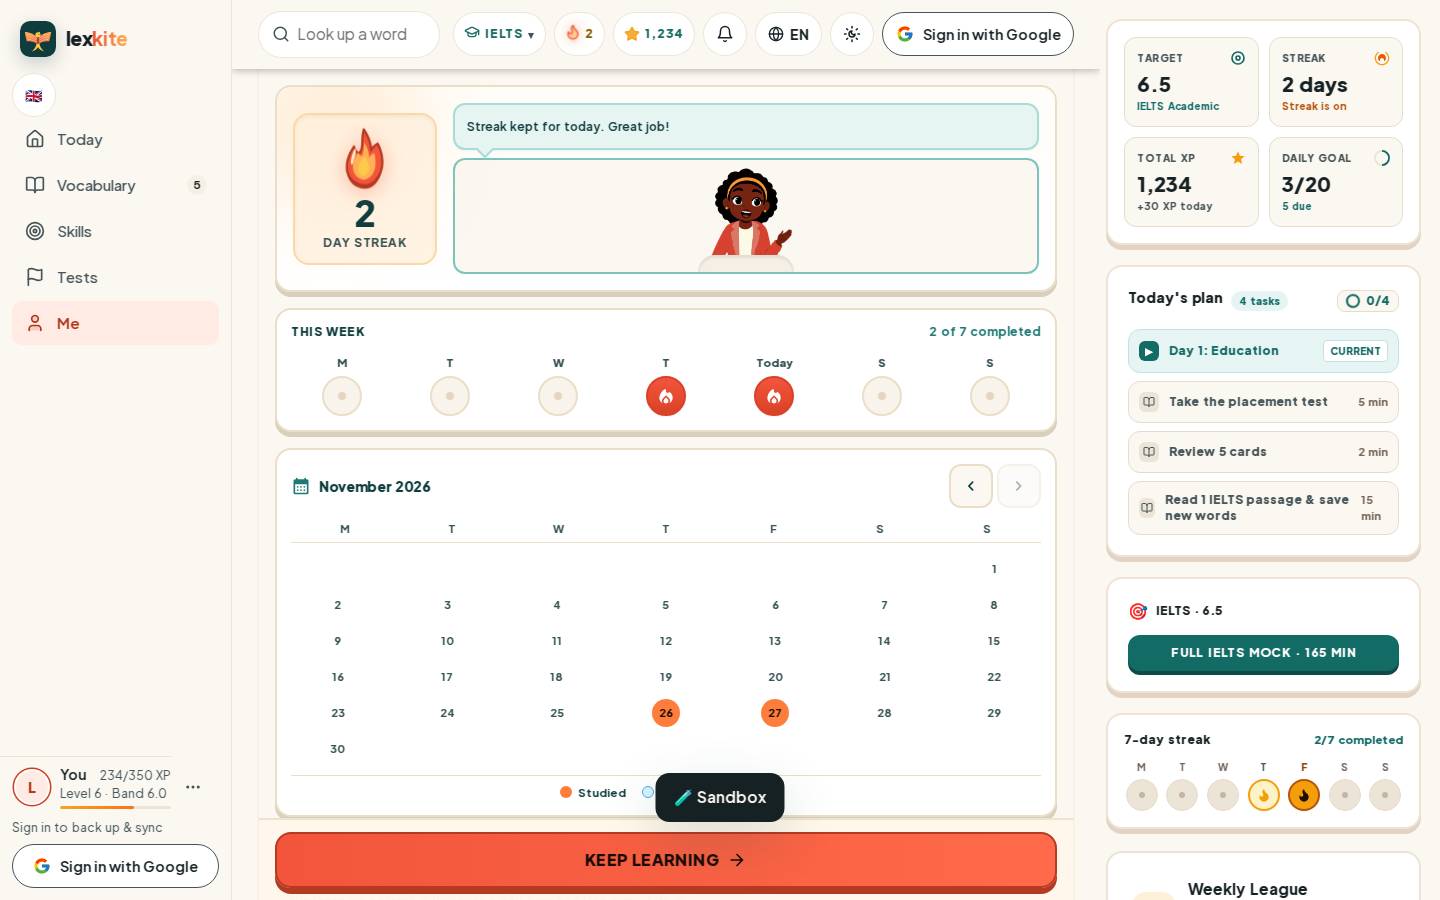 lexkite
Today
Vocabulary 5
Skills
Tests
Me
L
You 234/350 XP
Level 6 · Band 6.0
Sign in to back up & sync
Sign in with Google
Look up a word
IELTS ▾
2
1,234
EN
Sign in with Google
2
DAY STREAK
Streak kept for today. Great job!
THIS WEEK 2 of 7 completed
M T W T Today S S
November 2026
M T W T F S S
1
2 3 4 5 6 7 8
9 10 11 12 13 14 15
16 17 18 19 20 21 22
23 24 25 26 27 28 29
30
Studied
Sandbox
KEEP LEARNING →
TARGET
6.5
IELTS Academic
STREAK
2 days
Streak is on
TOTAL XP
1,234
+30 XP today
DAILY GOAL
3/20
5 due
Today's plan 4 tasks 0/4
Day 1: Education CURRENT
Take the placement test 5 min
Review 5 cards 2 min
Read 1 IELTS passage & save new words 15 min
IELTS · 6.5
FULL IELTS MOCK · 165 MIN
7-day streak 2/7 completed
M T W T F S S
Weekly League